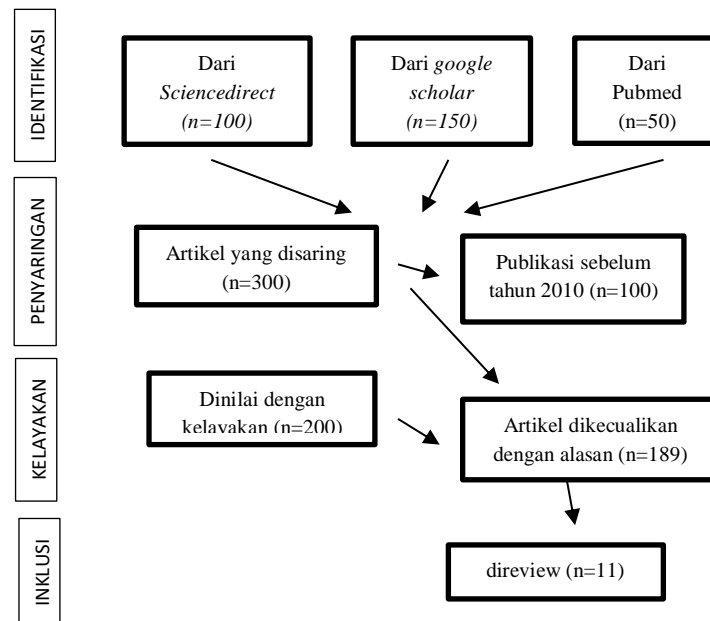 IDENTIFIKASI
Dari
Sciencedirect
(n=100)
Dari google
scholar
(n=150)
Dari
Pubmed
(n=50)
PENYARINGAN
Artikel yang disaring
(n=300)
Publikasi sebelum
tahun 2010 (n=100)
KELAYAKAN
Dinilai dengan
kelayakan (n=200)
Artikel dikecualikan
dengan alasan (n=189)
INKLUSI
direview (n=11)